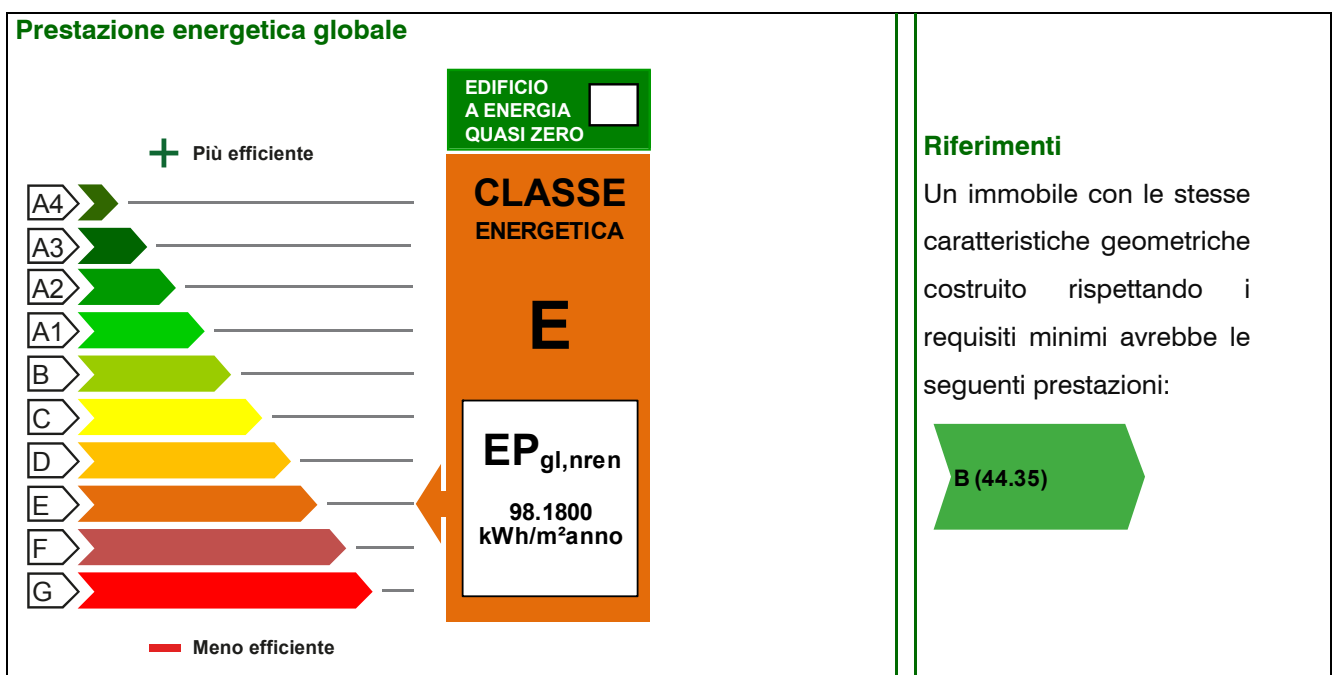 Prestazione energetica globale
EDIFICIO
A ENERGIA
QUASI ZERO
Più efficiente
A4
A3
A2
A1
B
C
D
E
F
G
Meno efficiente
CLASSE
ENERGETICA
E
EPgl,nren
98.1800
kWh/m²anno
Riferimenti
Un immobile con le stesse
caratteristiche geometriche
costruito rispettando i
requisiti minimi avrebbe le
seguenti prestazioni:
B (44.35)